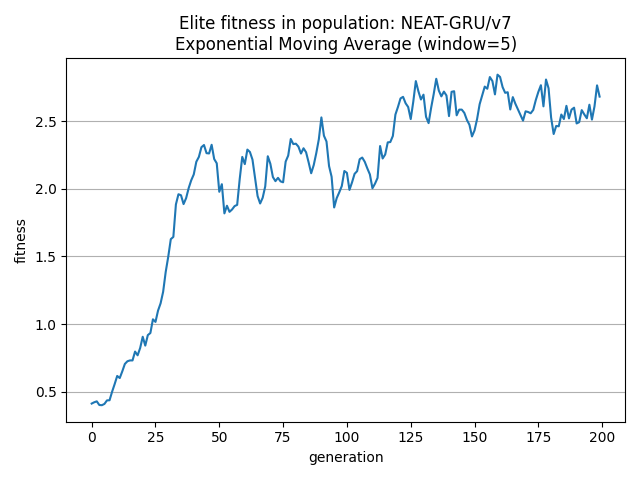 Elite fitness in population: NEAT-GRU/v7
Exponential Moving Average (window=5)
fitness
2.5
2.0
1.5
1.0
0.5
0 25 50 75 100 125 150 175 200
generation